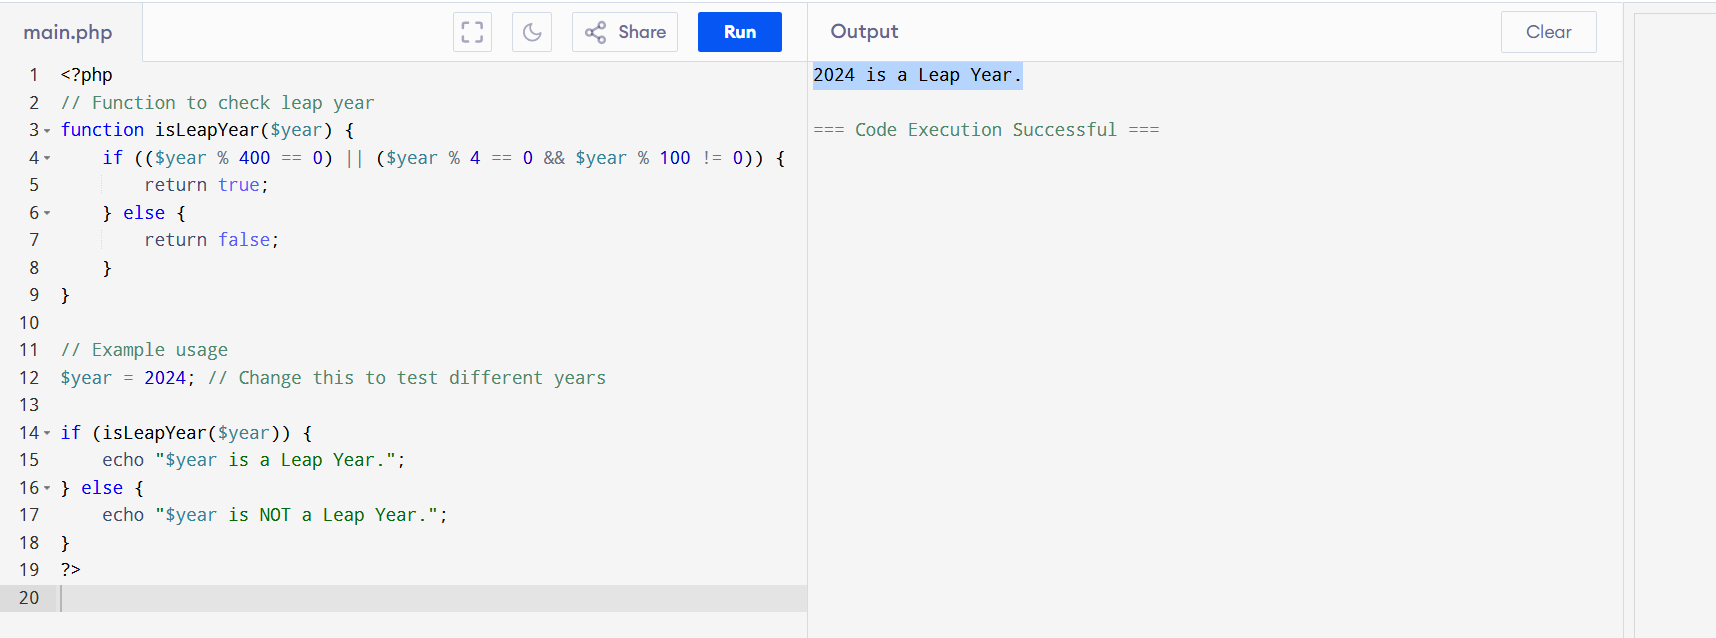 main.php
Share
Run
Output
Clear
1 <?php
2 // Function to check leap year
3 function isLeapYear($year) {
4     if (($year % 400 == 0) || ($year % 4 == 0 && $year % 100 != 0)) {
5         return true;
6     } else {
7         return false;
8     }
9 }
10
11 // Example usage
12 $year = 2024; // Change this to test different years
13
14 if (isLeapYear($year)) {
15     echo "$year is a Leap Year.";
16 } else {
17     echo "$year is NOT a Leap Year.";
18 }
19 ?>
20
2024 is a Leap Year.
=== Code Execution Successful ===